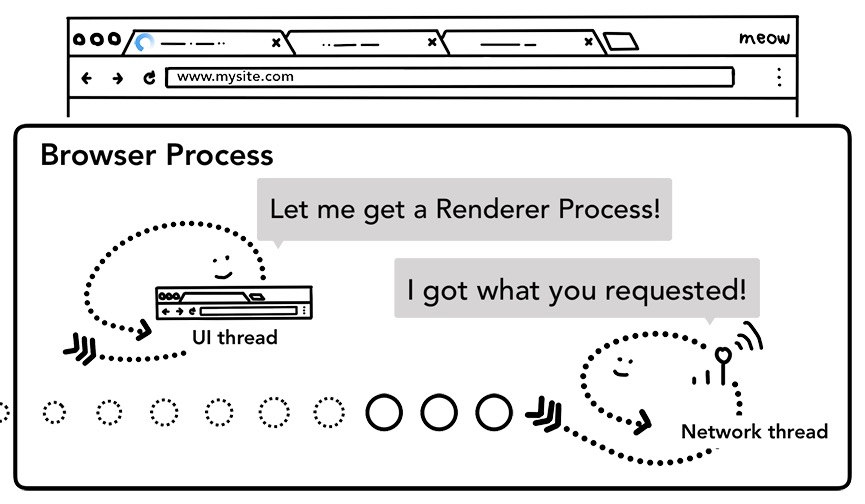 meow
www.mysite.com
Browser Process
Let me get a Renderer Process!
I got what you requested!
UI thread
Network thread